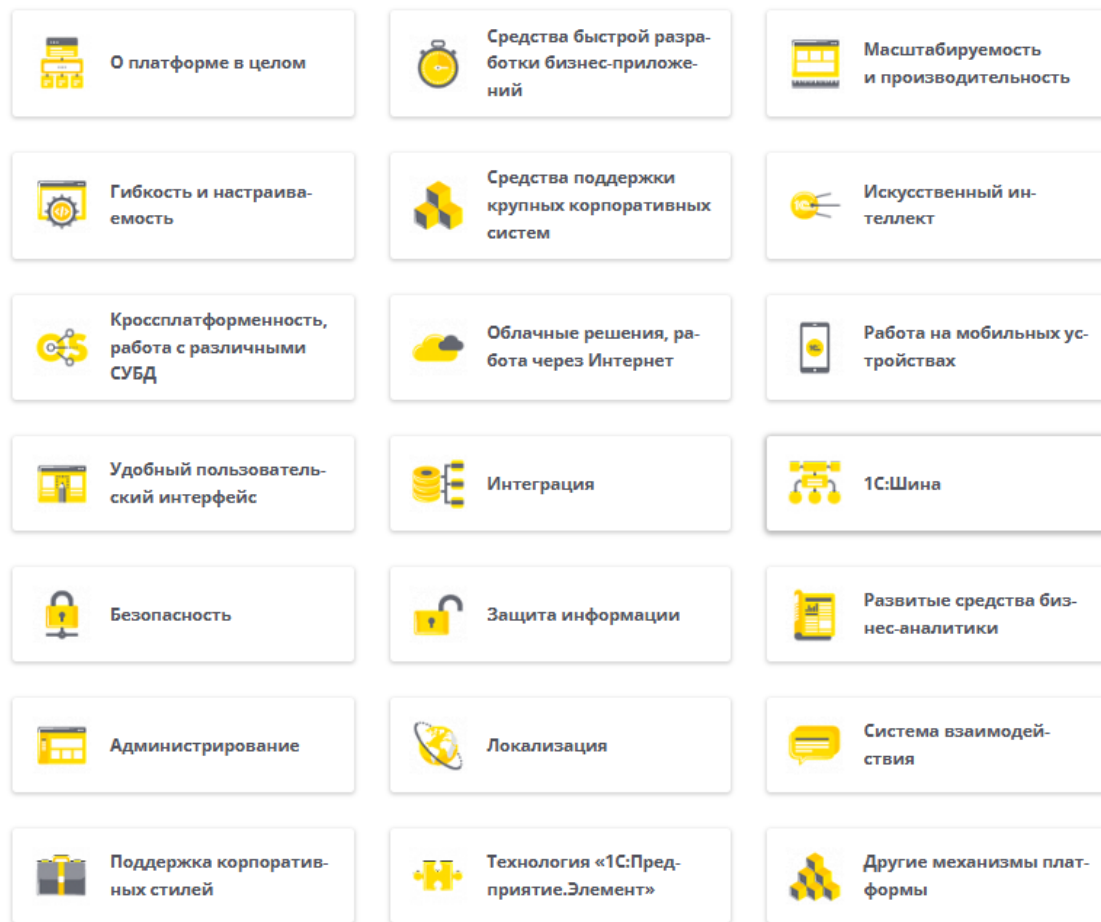 О платформе в целом
Средства быстрой разра-
ботки бизнес-приложе-
ний
Масштабируемость
и производительность
Гибкость и настраива-
емость
Средства поддержки
крупных корпоративных
систем
1С
Искусственный ин-
теллект
Кроссплатформенность,
работа с различными
СУБД
Облачные решения, ра-
бота через Интернет
Работа на мобильных ус-
тройствах
Удобный пользователь-
ский интерфейс
Интеграция
1С:Шина
Безопасность
Защита информации
Развитые средства биз-
нес-аналитики
Администрирование
Локализация
Система взаимодей-
ствия
Поддержка корпоратив-
ных стилей
Технология «1С:Пред-
приятие.Элемент»
Другие механизмы плат-
формы